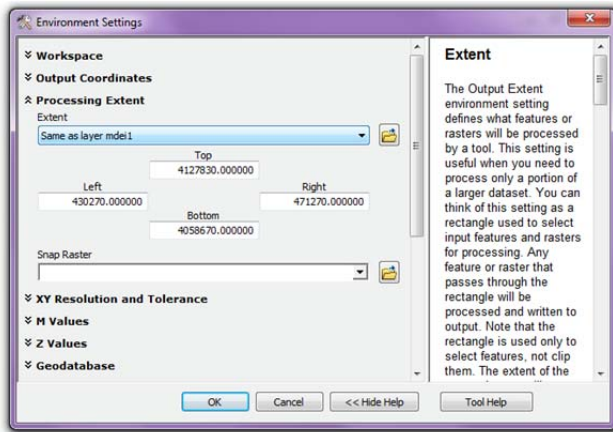 Environment Settings
Workspace
Output Coordinates
Processing Extent
Extent
Same as layer mdei1
Top
4127830.000000
Left
Right
430270.000000
471270.000000
Bottom
4058670.000000
Snap Raster
XY Resolution and Tolerance
M Values
Z Values
Geodatabase
OK
Cancel
<< Hide Help
Tool Help
Extent
The Output Extent
environment setting
defines what features or
rasters will be processed
by a tool. This setting is
useful when you need to
process only a portion of
a larger dataset. You can
think of this setting as a
rectangle used to select
input features and rasters
for processing. Any
feature or raster that
passes through the
rectangle will be
processed and written to
output. Note that the
rectangle is used only to
select features, not clip
them. The extent of the